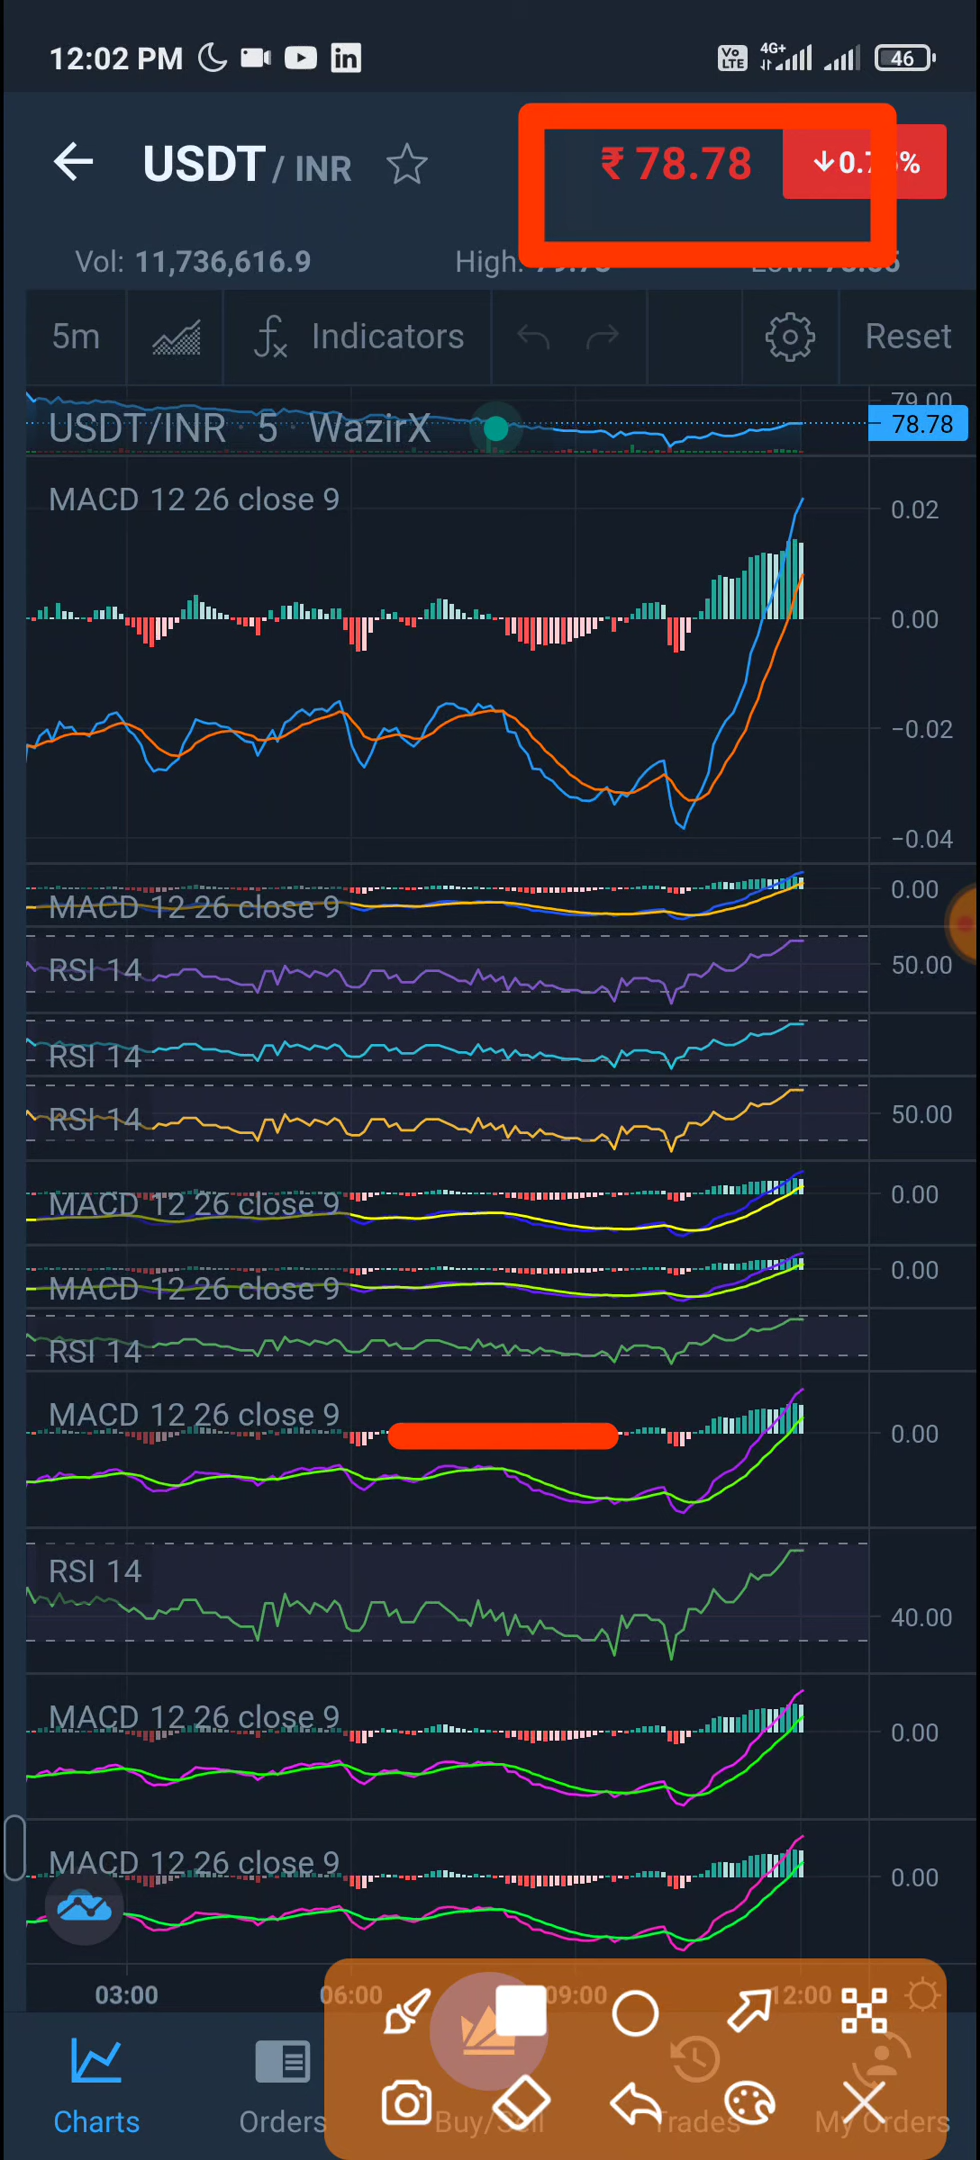 12:02 PM Vo LTE 4G+ 46
USDT / INR ₹ 78.78
Vol: 11,736,616.9 High: Low:
5m fx Indicators Reset
79.00
USDT/INR · 5 · WazirX 78.78
MACD 12 26 close 9
0.02
0.00
−0.02
−0.04
MACD 12 26 close 9 0.00
RSI 14 50.00
RSI 14
RSI 14 50.00
MACD 12 26 close 9 0.00
MACD 12 26 close 9 0.00
RSI 14
MACD 12 26 close 9 0.00
RSI 14
40.00
MACD 12 26 close 9 0.00
MACD 12 26 close 9 0.00
03:00 06:00 09:00 12:00
Charts Orders Buy/Sell Trades My Orders